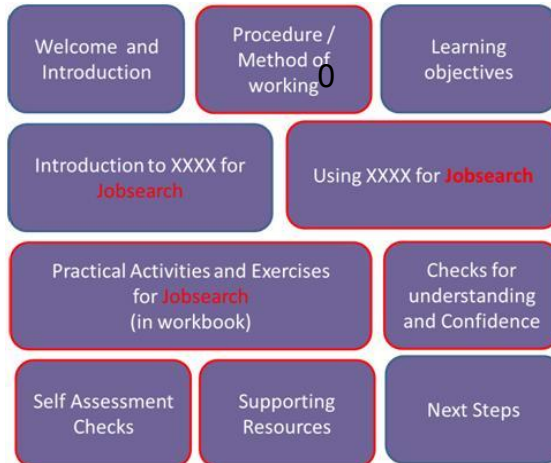 Welcome and
Introduction
Procedure /
Method of
working
0
Learning
objectives
Introduction to XXXX for
Jobsearch
Using XXXX for Jobsearch
Practical Activities and Exercises
for Jobsearch
(in workbook)
Checks for
understanding
and Confidence
Self Assessment
Checks
Supporting
Resources
Next Steps